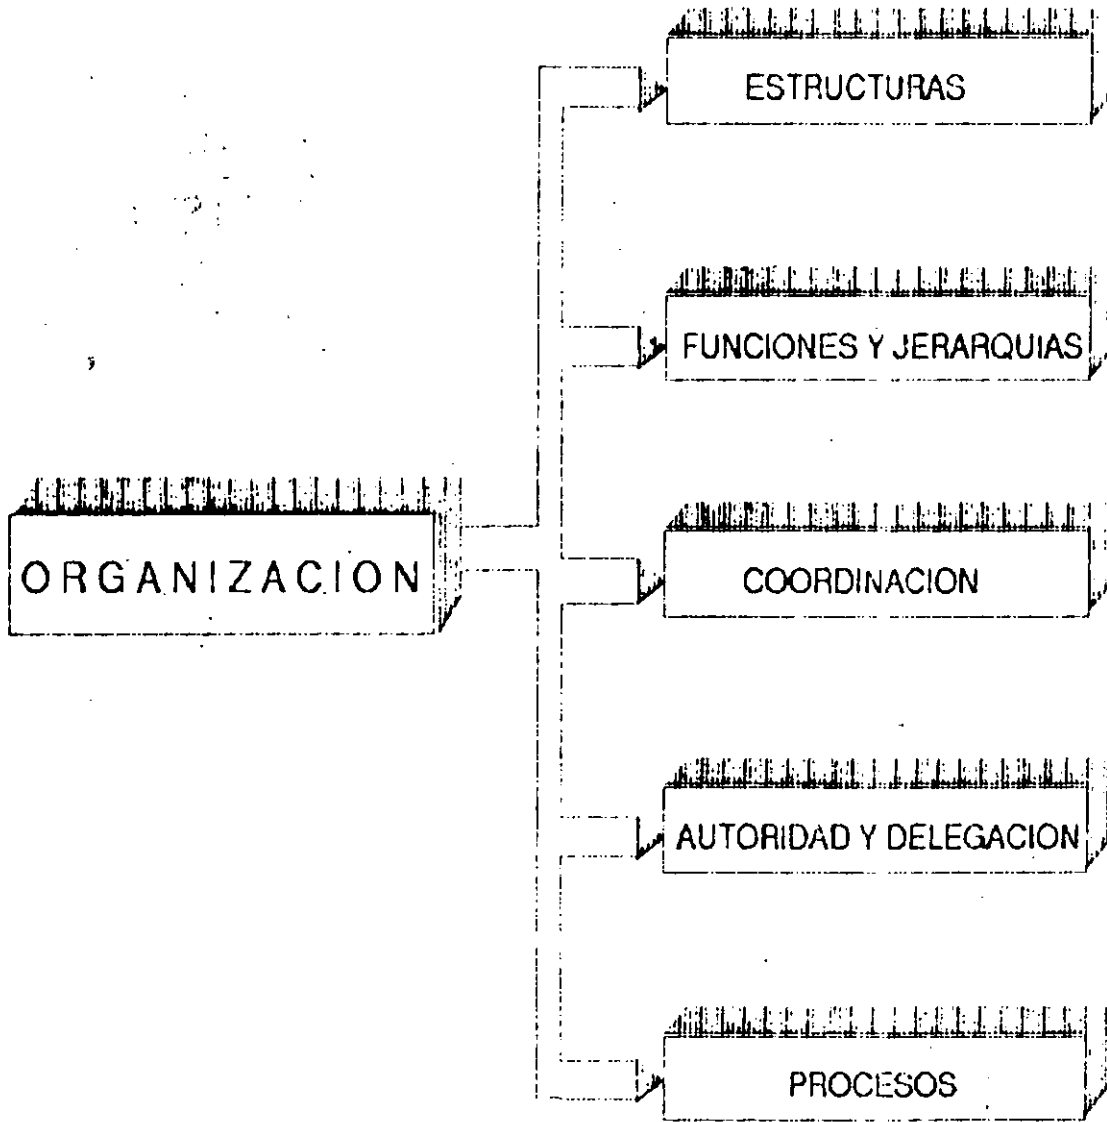 ESTRUCTURAS
FUNCIONES Y JERARQUIAS
ORGANIZACION
COORDINACION
AUTORIDAD Y DELEGACION
PROCESOS